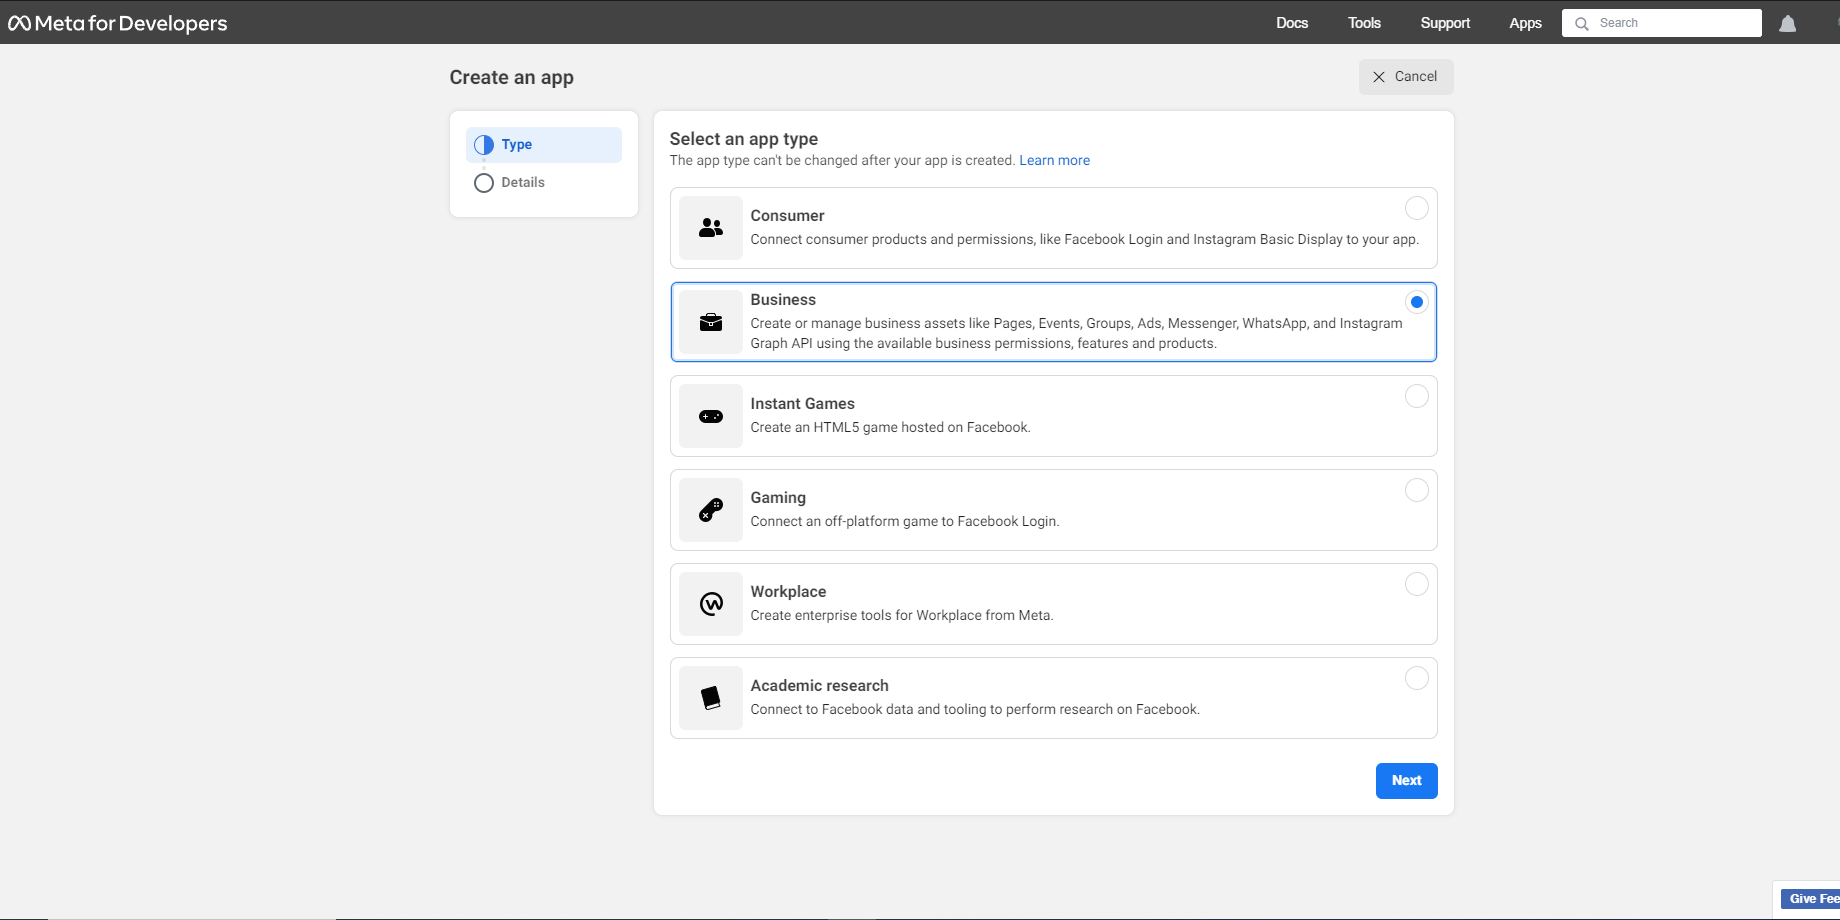 Meta for Developers
Docs
Tools
Support
Apps
Search
Create an app
Cancel
Type
Details
Select an app type
The app type can't be changed after your app is created. Learn more
Consumer
Connect consumer products and permissions, like Facebook Login and Instagram Basic Display to your app.
Business
Create or manage business assets like Pages, Events, Groups, Ads, Messenger, WhatsApp, and Instagram
Graph API using the available business permissions, features and products.
Instant Games
Create an HTML5 game hosted on Facebook.
Gaming
Connect an off-platform game to Facebook Login.
Workplace
Create enterprise tools for Workplace from Meta.
Academic research
Connect to Facebook data and tooling to perform research on Facebook.
Next
Give Fee